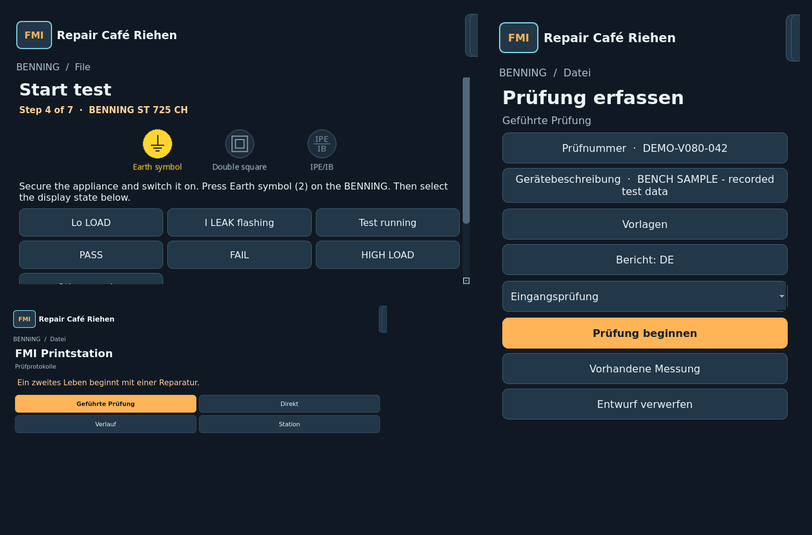 FMI Repair Café Riehen
BENNING / File
Start test
Step 4 of 7 · BENNING ST 725 CH
Earth symbol
Double square
IPE
IB
IPE/IB
Secure the appliance and switch it on. Press Earth symbol (2) on the BENNING. Then select
the display state below.
Lo LOAD
I LEAK flashing
Test running
PASS
FAIL
HIGH LOAD
FMI Repair Café Riehen
BENNING / Datei
FMI Printstation
Prüfprotokolle
Ein zweites Leben beginnt mit einer Reparatur.
Geführte Prüfung
Direkt
Verlauf
Station
FMI Repair Café Riehen
BENNING / Datei
Prüfung erfassen
Geführte Prüfung
Prüfnummer · DEMO-V080-042
Gerätebeschreibung · BENCH SAMPLE - recorded
test data
Vorlagen
Bericht: DE
Eingangsprüfung
Prüfung beginnen
Vorhandene Messung
Entwurf verwerfen